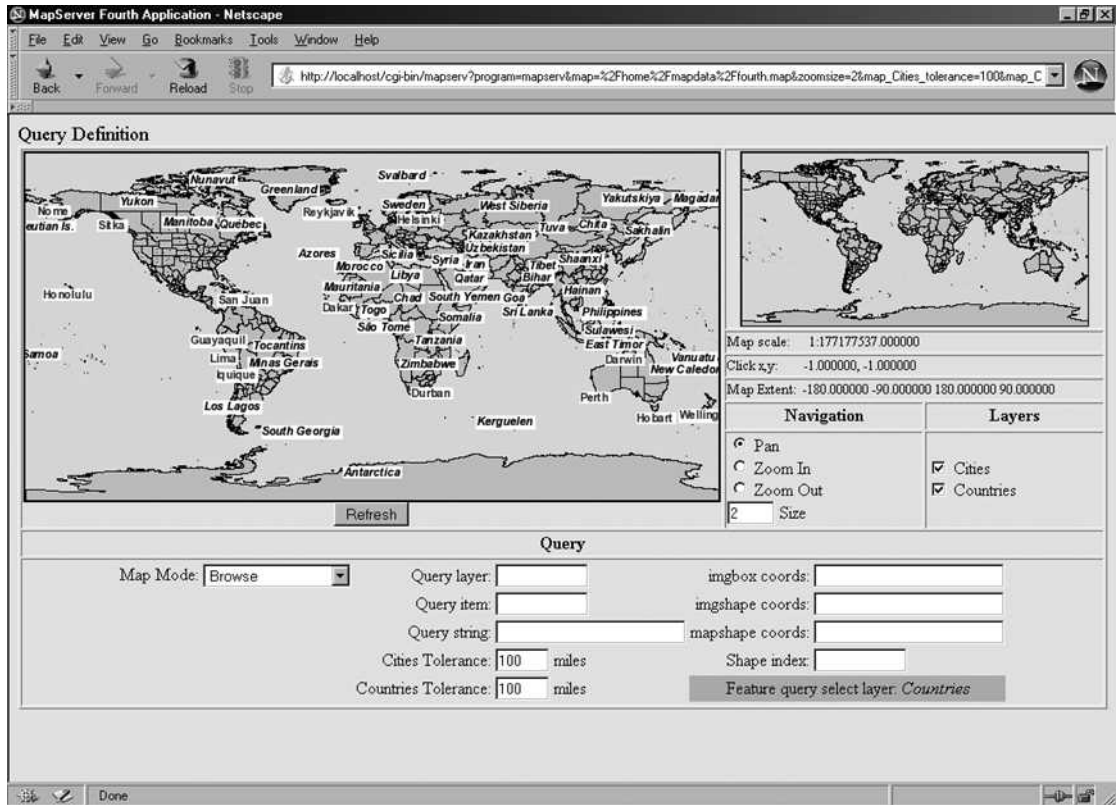 MapServer Fourth Application - Netscape
File Edit View Go Bookmarks Tools Window Help
Back Forward Reload Stop
http://localhost/cgi-bin/mapserv?program=mapserv&map=%2Fhome%2Fmapdata%2Ffourth.map&zoomsize=2&map_Cities_tolerance=100&map_C
Query Definition
Nunavut
Greenland
Svalbard
Yukon
Sweden
West Siberia
Yakutskiya
Magadan
Nome
Reykjavik
Helsinki
eutian Is.
Sitka
Manitoba
Quebec
Tuva
Chita
Sakhalin
Kazakhstan
Uzbekistan
Azores
Sicilia
Syria
Iran
Shaanxi
Morocco
Libya
Qatar
Tibet
Bihar
Mauritania
Hainan
Honolulu
San Juan
Chad
South Yemen
Goa
Dakar
Togo
Somalia
Sri Lanka
Philippines
São Tome
Sulawesi
Guayaquil
Tocantins
Tanzania
East Timor
Samoa
Lima
Minas Gerais
Zimbabwe
Darwin
Vanuatu
Iquique
New Caledor
Durban
Perth
Los Lagos
Hobart
Welling
South Georgia
Kerguelen
Antarctica
Refresh
Map scale: 1:177177537.000000
Click x,y: -1.000000, -1.000000
Map Extent: -180.000000 -90.000000 180.000000 90.000000
Navigation Layers
Pan
Zoom In
Zoom Out
2 Size
Cities
Countries
Query
Map Mode: Browse
Query layer:
imgbox coords:
Query item:
imgshape coords:
Query string:
mapshape coords:
Cities Tolerance: 100 miles
Shape index:
Countries Tolerance: 100 miles
Feature query select layer: Countries
Done